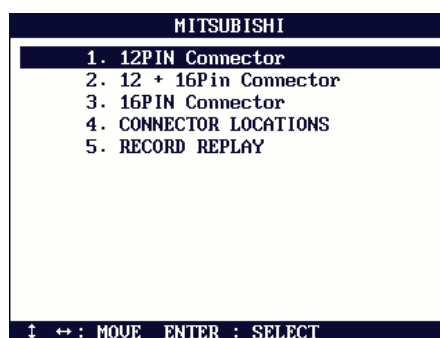 MITSUBISHI
1. 12PIN Connector
2. 12 + 16Pin Connector
3. 16PIN Connector
4. CONNECTOR LOCATIONS
5. RECORD REPLAY
↕ ↔: MOVE ENTER : SELECT